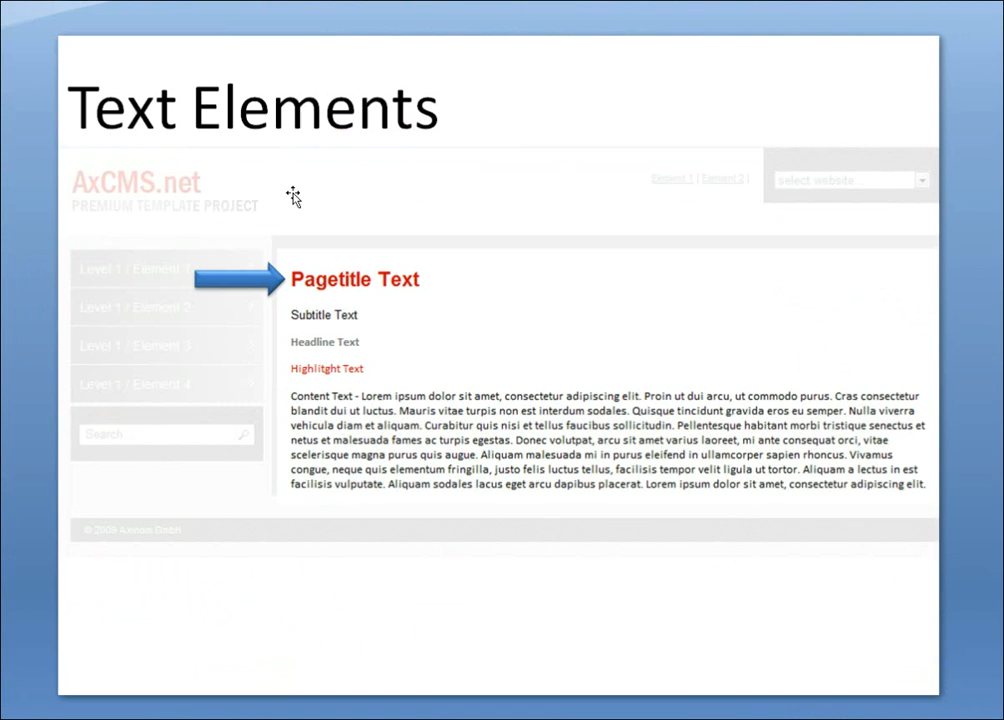 Text Elements
AxCMS.net
PREMIUM TEMPLATE PROJECT
Element 1 | Element 2 |
select website...
Level 1 / Element 1
Level 1 / Element 2
Level 1 / Element 3
Level 1 / Element 4
Search...
Pagetitle Text
Subtitle Text
Headline Text
Highlitght Text
Content Text - Lorem ipsum dolor sit amet, consectetur adipiscing elit. Proin ut dui arcu, ut commodo purus. Cras consectetur
blandit dui ut luctus. Mauris vitae turpis non est interdum sodales. Quisque tincidunt gravida eros eu semper. Nulla viverra
vehicula diam et aliquam. Curabitur quis nisi et tellus faucibus sollicitudin. Pellentesque habitant morbi tristique senectus et
netus et malesuada fames ac turpis egestas. Donec volutpat, arcu sit amet varius laoreet, mi ante consequat orci, vitae
scelerisque magna purus quis augue. Aliquam malesuada mi in purus eleifend in ullamcorper sapien rhoncus. Vivamus
congue, neque quis elementum fringilla, justo felis luctus tellus, facilisis tempor velit ligula ut tortor. Aliquam a lectus in est
facilisis vulputate. Aliquam sodales lacus eget arcu dapibus placerat. Lorem ipsum dolor sit amet, consectetur adipiscing elit.
© 2009 Axinom GmbH